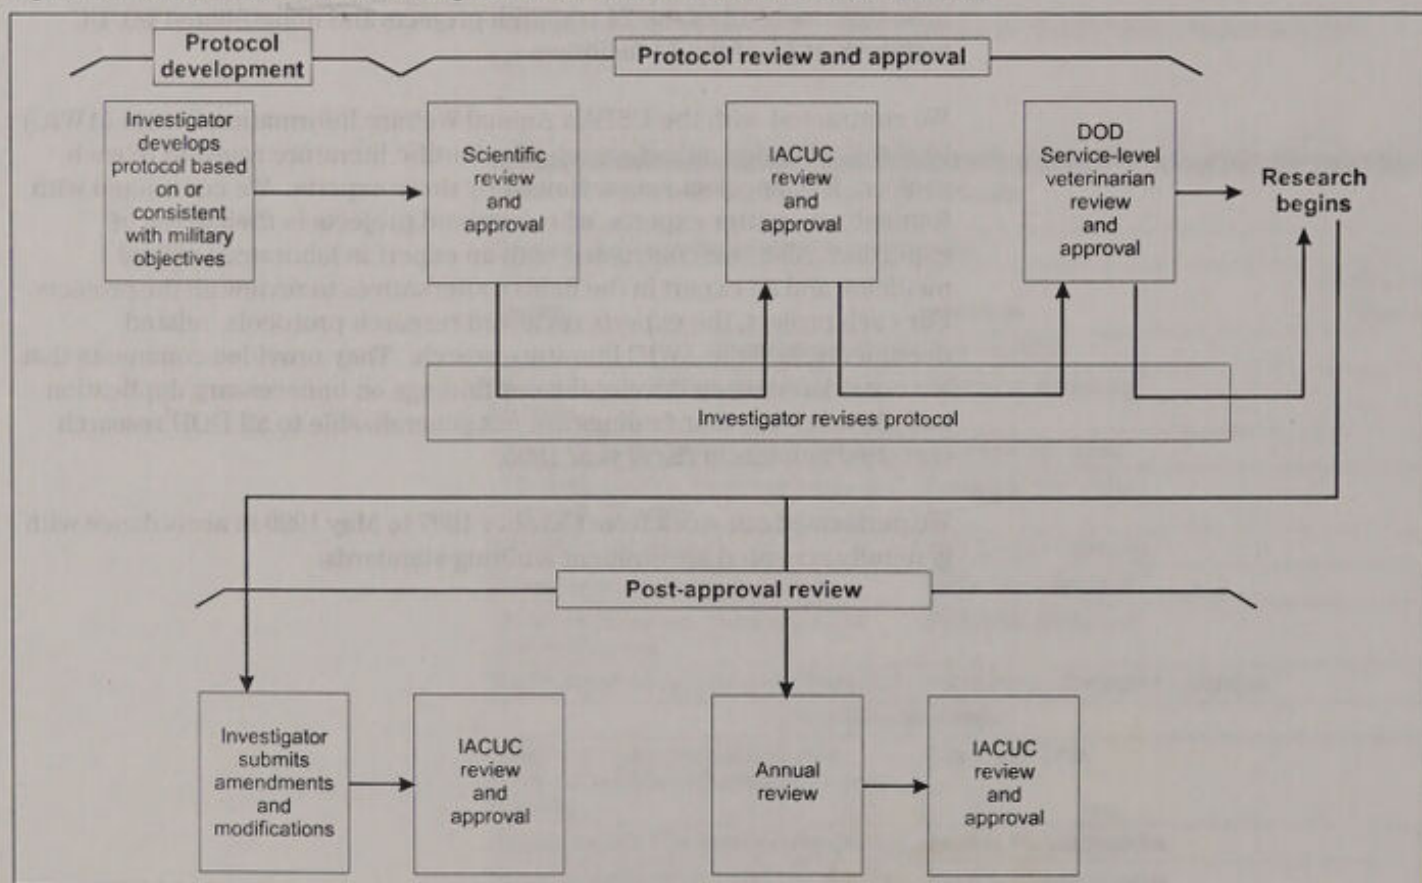 Protocol
development
Protocol review and approval
Investigator
develops
protocol based
on or
consistent
with military
objectives
Scientific
review
and
approval
IACUC
review
and
approval
DOD
Service-level
veterinarian
review
and
approval
Research
begins
Investigator revises protocol
Post-approval review
Investigator
submits
amendments
and
modifications
IACUC
review
and
approval
Annual
review
IACUC
review
and
approval